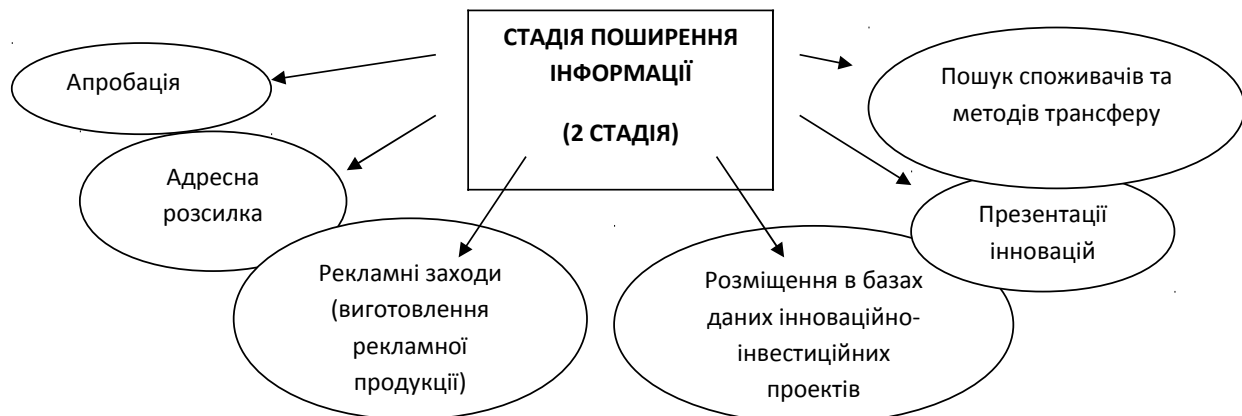 СТАДІЯ ПОШИРЕННЯ
ІНФОРМАЦІЇ
(2 СТАДІЯ)
Апробація
Адресна
розсилка
Рекламні заходи
(виготовлення
рекламної
продукції)
Розміщення в базах
даних інноваційно-
інвестиційних
проектів
Презентації
інновацій
Пошук споживачів та
методів трансферу